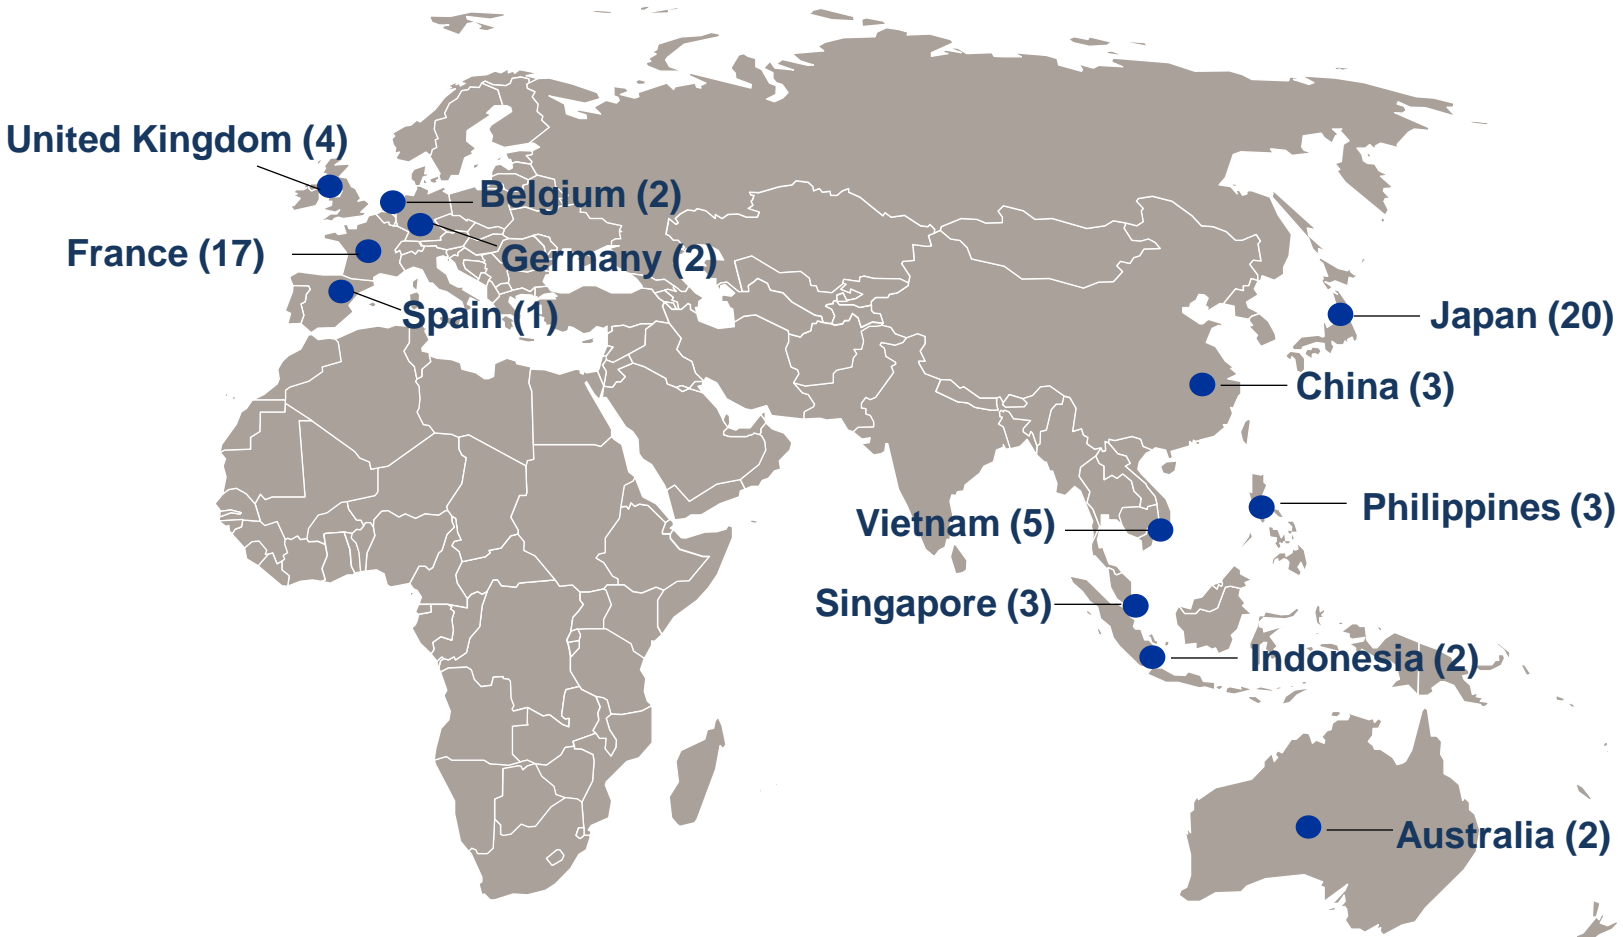 United Kingdom (4)
Belgium (2)
France (17)
Germany (2)
Spain (1)
Japan (20)
China (3)
Philippines (3)
Vietnam (5)
Singapore (3)
Indonesia (2)
Australia (2)